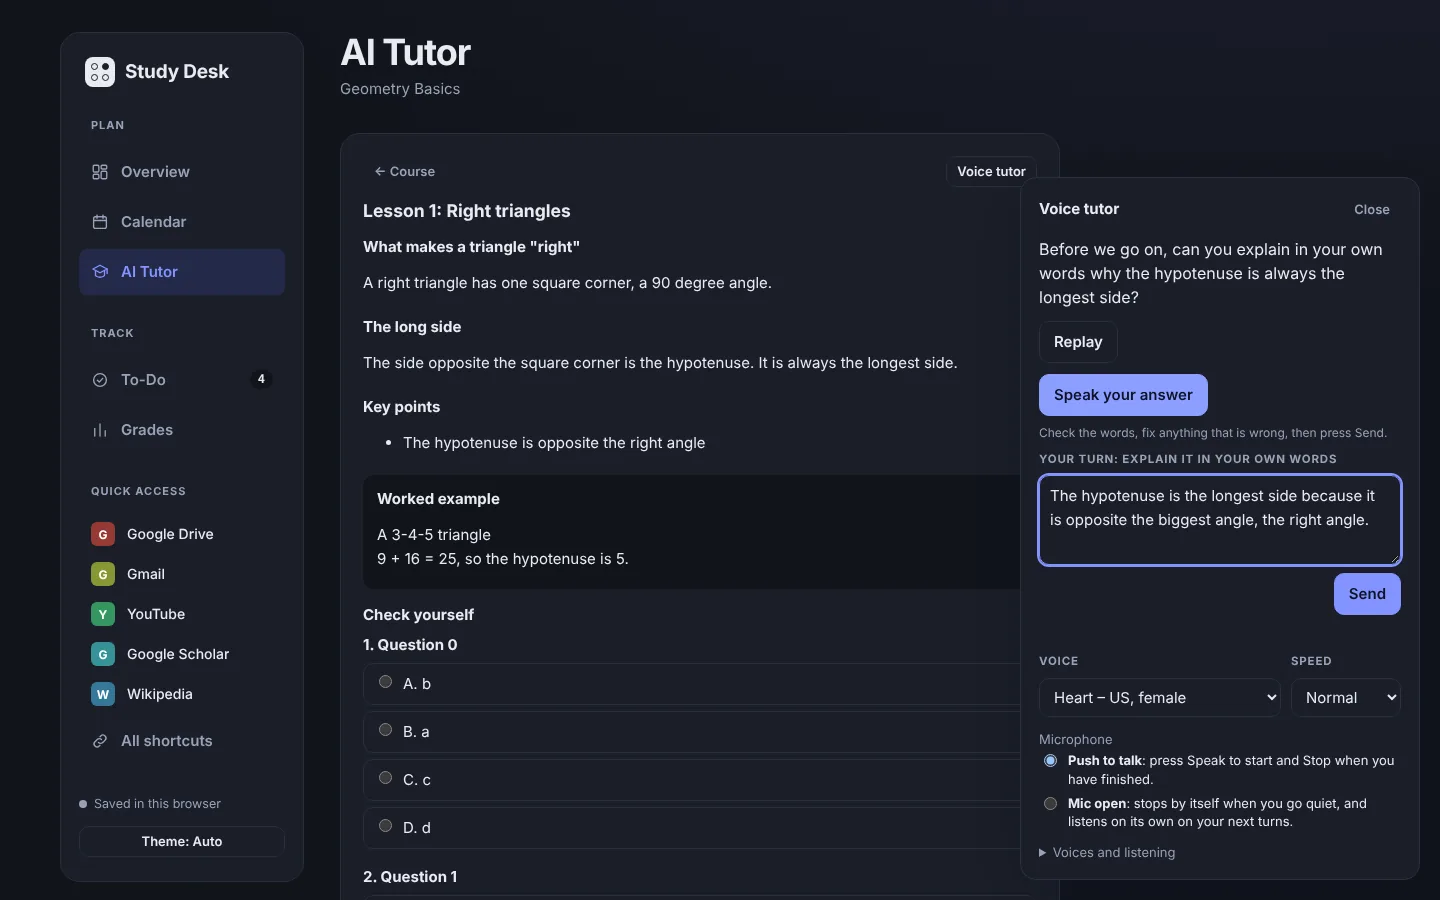 Study Desk
PLAN
Overview
Calendar
AI Tutor
TRACK
To-Do
4
Grades
QUICK ACCESS
G Google Drive
G Gmail
Y YouTube
G Google Scholar
W Wikipedia
All shortcuts
Saved in this browser
Theme: Auto
AI Tutor
Geometry Basics
← Course
Voice tutor
Lesson 1: Right triangles
What makes a triangle "right"
A right triangle has one square corner, a 90 degree angle.
The long side
The side opposite the square corner is the hypotenuse. It is always the longest side.
Key points
• The hypotenuse is opposite the right angle
Worked example
A 3-4-5 triangle
9 + 16 = 25, so the hypotenuse is 5.
Check yourself
1. Question 0
A. b
B. a
C. c
D. d
2. Question 1
Voice tutor
Close
Before we go on, can you explain in your own
words why the hypotenuse is always the
longest side?
Replay
Speak your answer
Check the words, fix anything that is wrong, then press Send.
YOUR TURN: EXPLAIN IT IN YOUR OWN WORDS
The hypotenuse is the longest side because it
is opposite the biggest angle, the right angle.
Send
VOICE
SPEED
Heart – US, female
Normal
Microphone
Push to talk: press Speak to start and Stop when you
have finished.
Mic open: stops by itself when you go quiet, and
listens on its own on your next turns.
Voices and listening